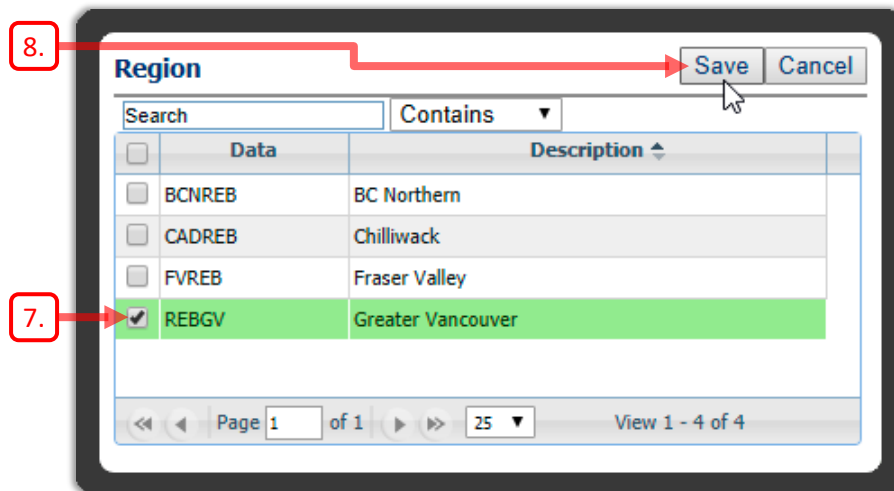 8.
Region Save Cancel
Search Contains
Data Description
BCNREB BC Northern
CADREB Chilliwack
FVREB Fraser Valley
7. REBGV Greater Vancouver
Page 1 of 1 25 View 1 - 4 of 4